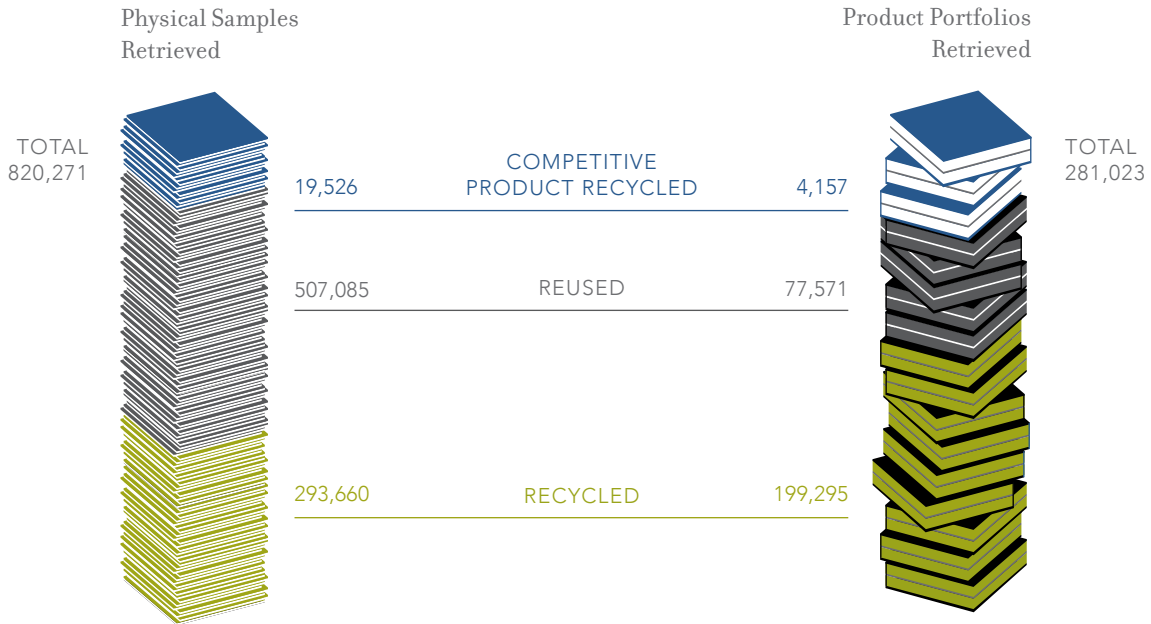 Physical Samples
Retrieved
Product Portfolios
Retrieved
TOTAL
820,271
TOTAL
281,023
COMPETITIVE
19,526 PRODUCT RECYCLED 4,157
507,085 REUSED 77,571
293,660 RECYCLED 199,295